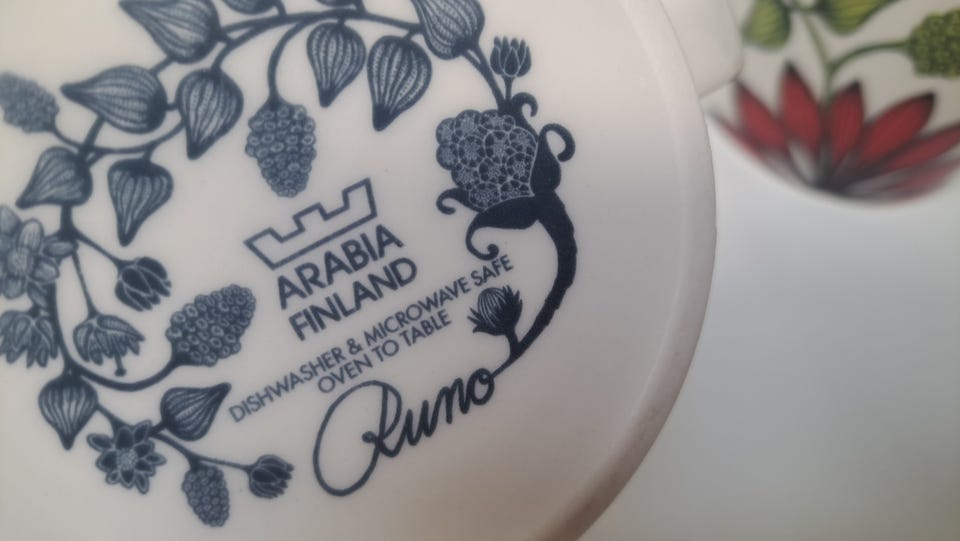 ARABIA
FINLAND
DISHWASHER & MICROWAVE SAFE
OVEN TO TABLE
Runo